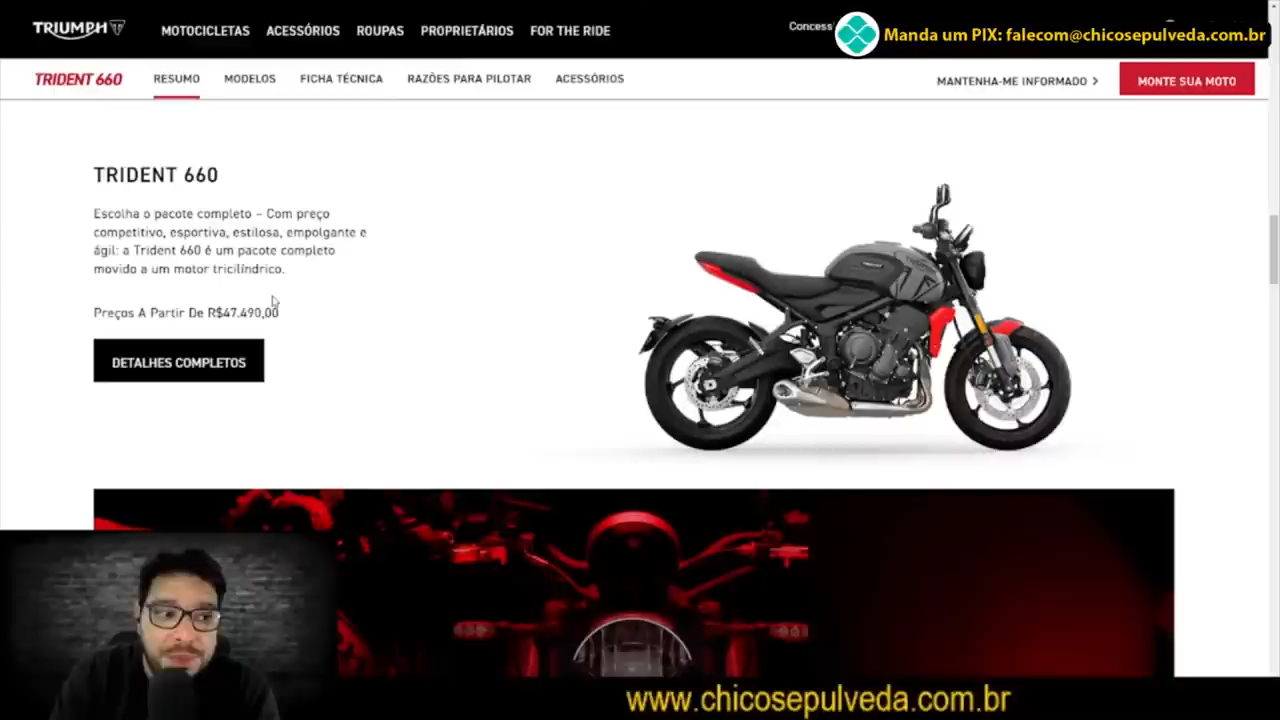 TRIUMPH
MOTOCICLETAS ACESSÓRIOS ROUPAS PROPRIETÁRIOS FOR THE RIDE
Concess
Manda um PIX: falecom@chicosepulveda.com.br
TRIDENT 660
RESUMO MODELOS FICHA TÉCNICA RAZÕES PARA PILOTAR ACESSÓRIOS
MANTENHA-ME INFORMADO
MONTE SUA MOTO
TRIDENT 660
Escolha o pacote completo – Com preço
competitivo, esportiva, estilosa, empolgante e
ágil: a Trident 660 é um pacote completo
movido a um motor tricilíndrico.
Preços A Partir De R$47.490,00
DETALHES COMPLETOS
www.chicosepulveda.com.br